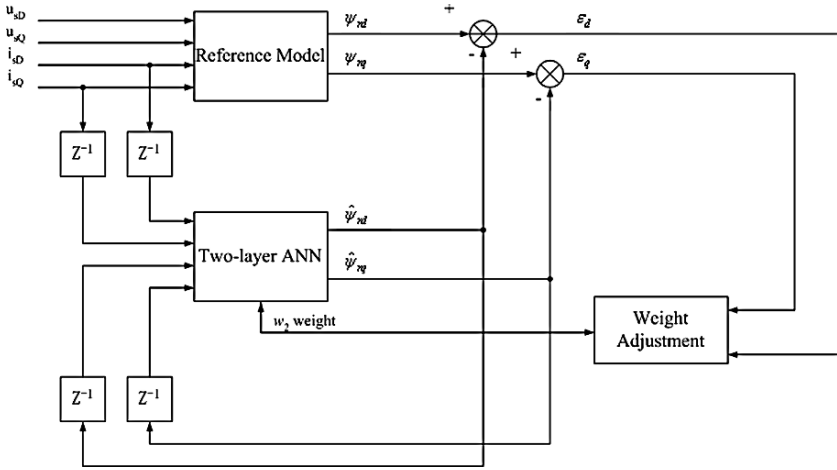 u_sD
u_sQ
i_sD
i_sQ
Reference Model
ψ_rd
ψ_rq
+
-
+
-
ε_d
ε_q
Z⁻¹
Z⁻¹
Two-layer ANN
ψ̂_rd
ψ̂_rq
w₂ weight
Weight
Adjustment
Z⁻¹
Z⁻¹